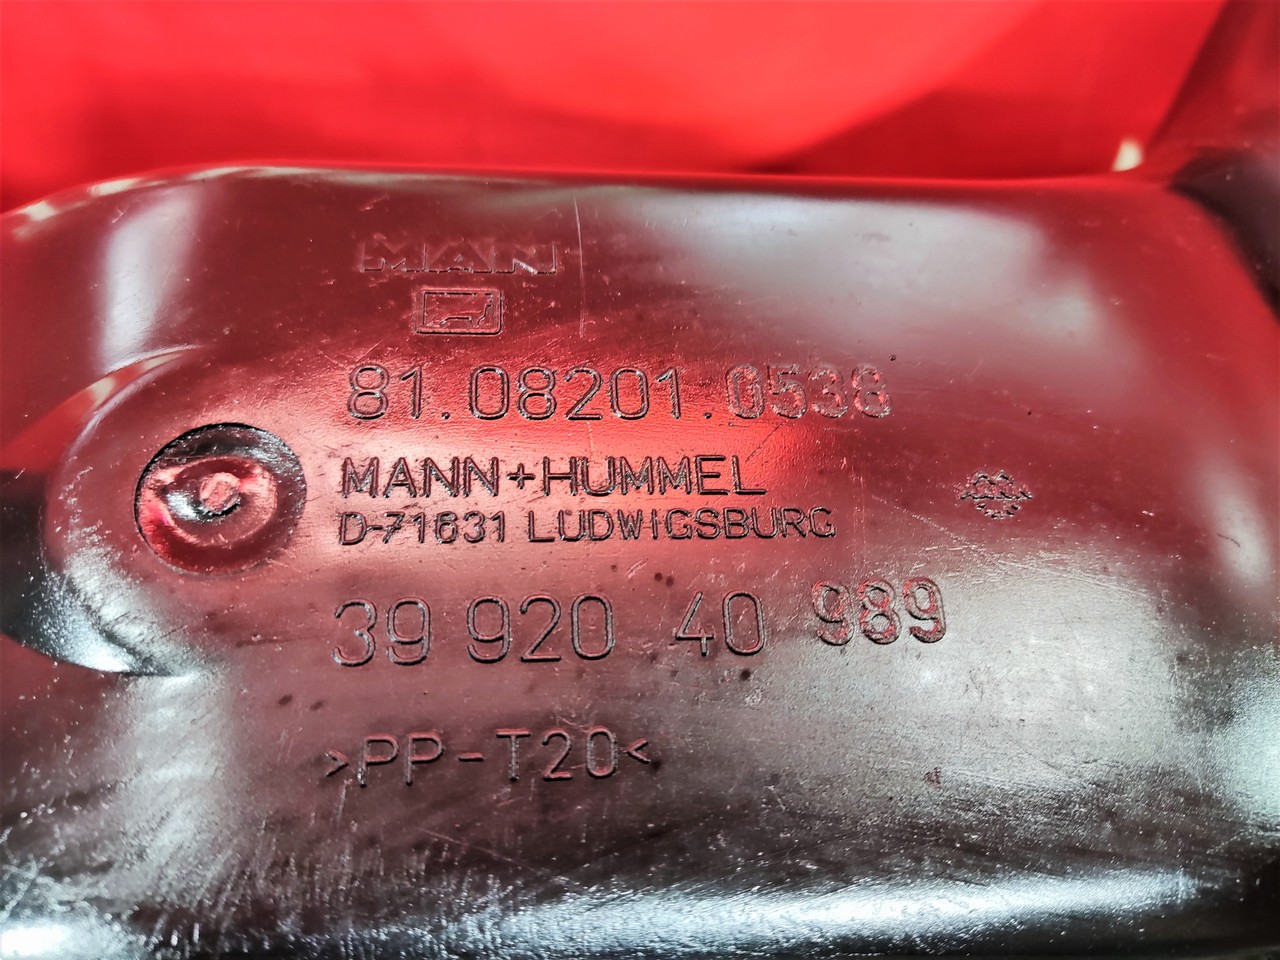 MAN
81.08201.0538
MANN+HUMMEL
D-71631 LUDWIGSBURG
39 920 40 989
>PP-T20<